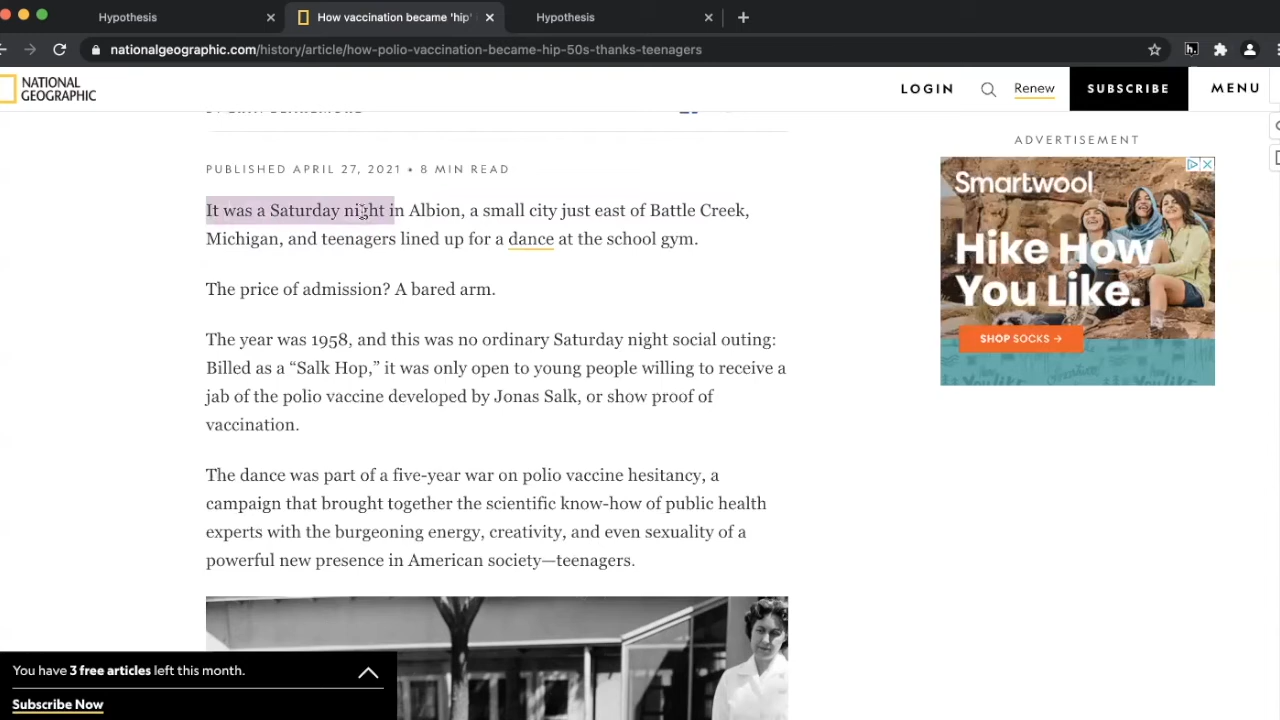 Hypothesis
How vaccination became 'hip'
Hypothesis
nationalgeographic.com/history/article/how-polio-vaccination-became-hip-50s-thanks-teenagers
h.
NATIONAL
GEOGRAPHIC
LOGIN
Renew
SUBSCRIBE
MENU
PUBLISHED APRIL 27, 2021 • 8 MIN READ
It was a Saturday night in Albion, a small city just east of Battle Creek,
Michigan, and teenagers lined up for a dance at the school gym.
The price of admission? A bared arm.
The year was 1958, and this was no ordinary Saturday night social outing:
Billed as a “Salk Hop,” it was only open to young people willing to receive a
jab of the polio vaccine developed by Jonas Salk, or show proof of
vaccination.
The dance was part of a five-year war on polio vaccine hesitancy, a
campaign that brought together the scientific know-how of public health
experts with the burgeoning energy, creativity, and even sexuality of a
powerful new presence in American society—teenagers.
ADVERTISEMENT
Smartwool
Hike How
You Like.
SHOP SOCKS →
You have 3 free articles left this month.
Subscribe Now